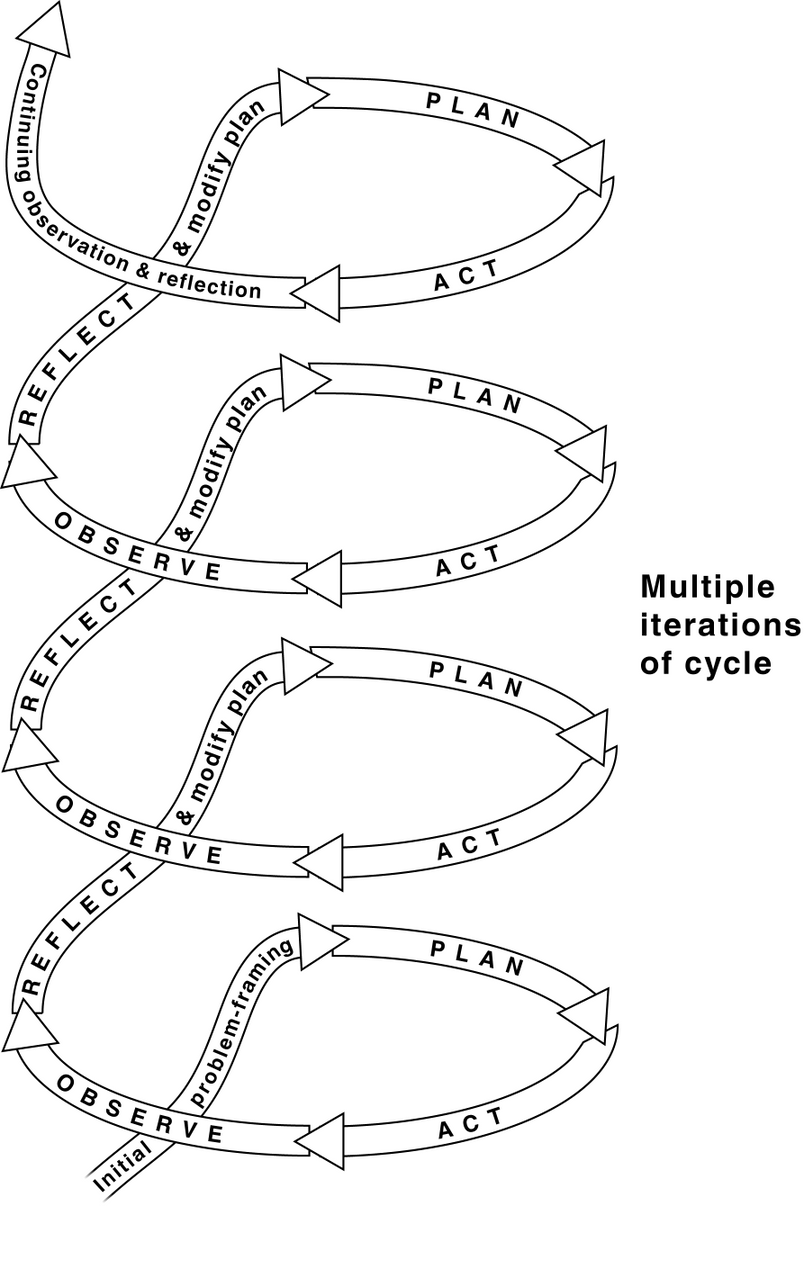 Continuing observation & reflection
& modify plan
PLAN
ACT
REFLECT
& modify plan
PLAN
ACT
OBSERVE
REFLECT
& modify plan
PLAN
ACT
OBSERVE
REFLECT
problem-framing
PLAN
ACT
OBSERVE
Initial
Multiple
iterations
of cycle